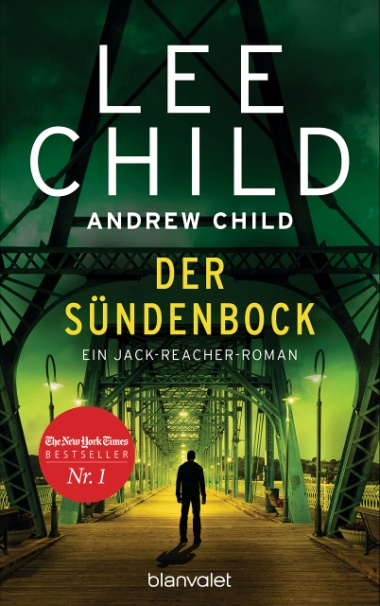 LEE
CHILD
ANDREW CHILD
DER
SÜNDENBOCK
EIN JACK-REACHER-ROMAN
The New York Times
BESTSELLER
Nr. 1
blanvalet